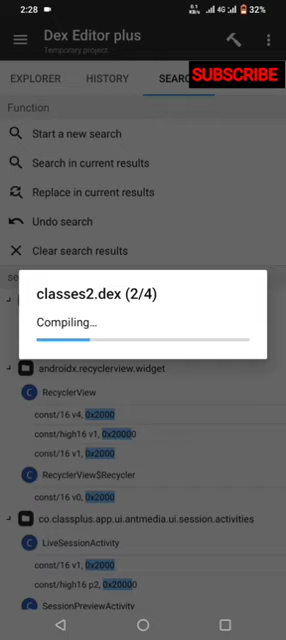 2:28
0.1
4G
32%
Dex Editor plus
Temporary project
EXPLORER
HISTORY
SEARC
SUBSCRIBE
Function
Start a new search
Search in current results
Replace in current results
Undo search
Clear search results
classes2.dex (2/4)
Compiling...
androidx.recyclerview.widget
C RecyclerView
const/16 v4, 0x2000
const/high16 v1, 0x20000
const/16 v1, 0x2000
C RecyclerView$Recycler
const/16 v0, 0x2000
co.classplus.app.ui.antmedia.ui.session.activities
C LiveSessionActivity
const/16 v1, 0x2000
const/high16 p2, 0x20000
C SessionPreviewActivity